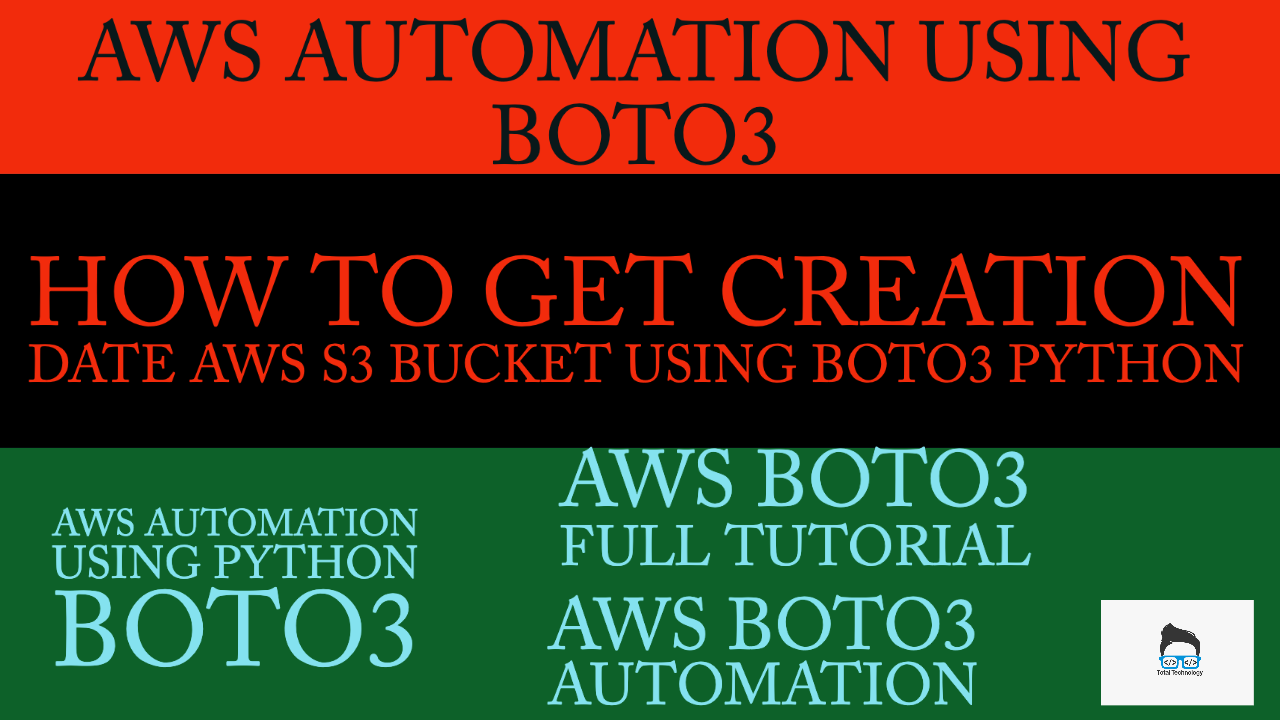 AWS AUTOMATION USING
BOTO3
HOW TO GET CREATION
DATE AWS S3 BUCKET USING BOTO3 PYTHON
AWS AUTOMATION
USING PYTHON
BOTO3
AWS BOTO3
FULL TUTORIAL
AWS BOTO3
AUTOMATION
</> </>
Total Technology